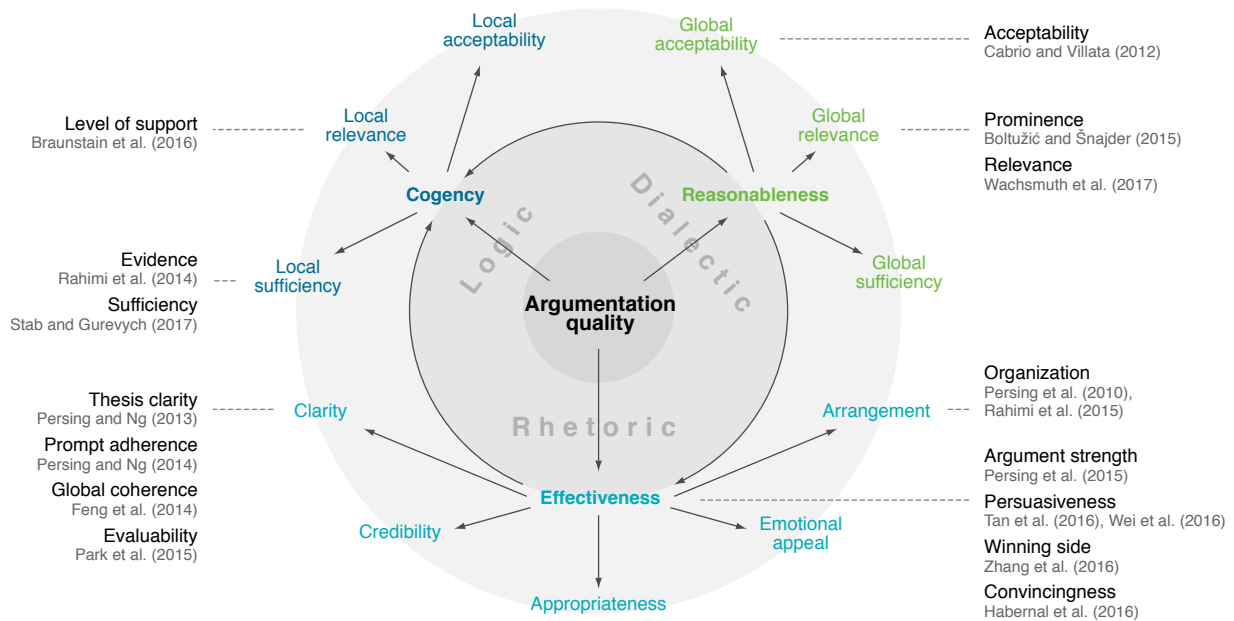 Local
acceptability
Global
acceptability
Acceptability
Cabrio and Villata (2012)
Level of support
Braunstain et al. (2016)
Local
relevance
Global
relevance
Prominence
Boltužić and Šnajder (2015)
Relevance
Wachsmuth et al. (2017)
Cogency
Reasonableness
Logic
Dialectic
Evidence
Rahimi et al. (2014)
Sufficiency
Stab and Gurevych (2017)
Local
sufficiency
Global
sufficiency
Argumentation
quality
Thesis clarity
Persing and Ng (2013)
Prompt adherence
Persing and Ng (2014)
Global coherence
Feng et al. (2014)
Evaluability
Park et al. (2015)
Clarity
Rhetoric
Arrangement
Organization
Persing et al. (2010),
Rahimi et al. (2015)
Effectiveness
Argument strength
Persing et al. (2015)
Persuasiveness
Tan et al. (2016), Wei et al. (2016)
Winning side
Zhang et al. (2016)
Convincingness
Habernal et al. (2016)
Credibility
Emotional
appeal
Appropriateness